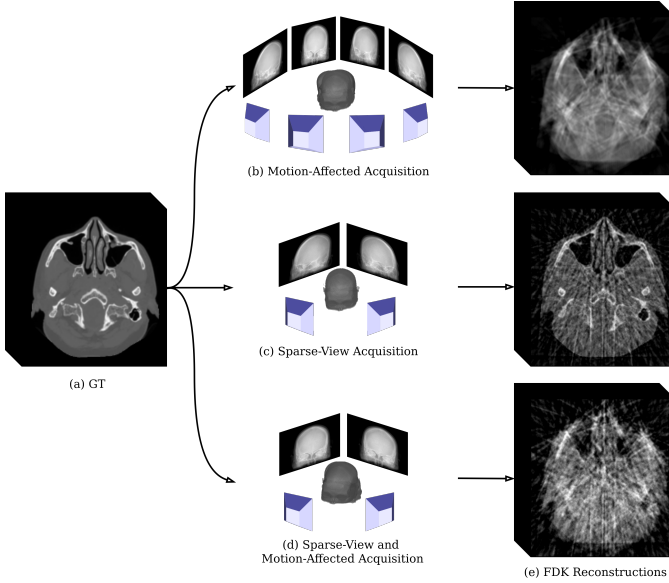 (b) Motion-Affected Acquisition
(a) GT
(c) Sparse-View Acquisition
(d) Sparse-View and
Motion-Affected Acquisition
(e) FDK Reconstructions